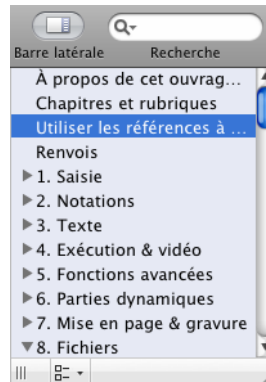 Barre latérale Recherche
À propos de cet ouvrag...
Chapitres et rubriques
Utiliser les références à ...
Renvois
1. Saisie
2. Notations
3. Texte
4. Exécution & vidéo
5. Fonctions avancées
6. Parties dynamiques
7. Mise en page & gravure
8. Fichiers